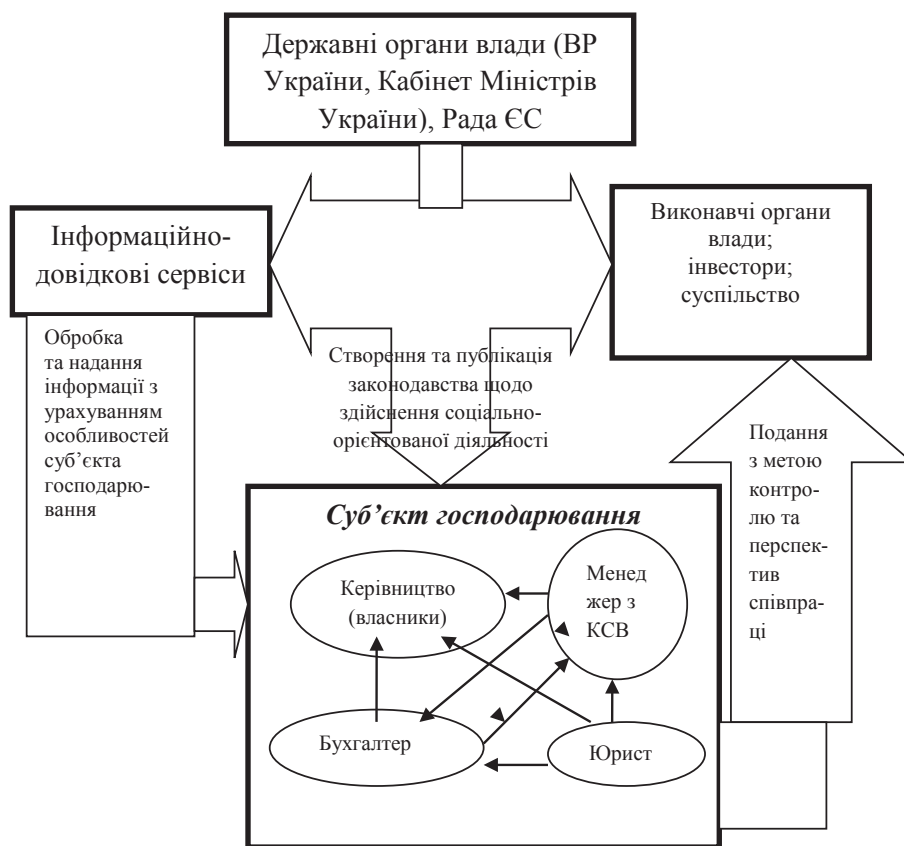 Державні органи влади (ВР
України, Кабінет Міністрів
України), Рада ЄС
Інформаційно-
довідкові сервіси
Виконавчі органи
влади;
інвестори;
суспільство
Обробка
та надання
інформації з
урахуванням
особливостей
суб’єкта
господарю-
вання
Створення та публікація
законодавства щодо
здійснення соціально-
орієнтованої діяльності
Подання
з метою
контро-
лю та
перспек-
тив
співпра-
ці
Суб’єкт господарювання
Керівництво
(власники)
Менед
жер з
КСВ
Бухгалтер
Юрист